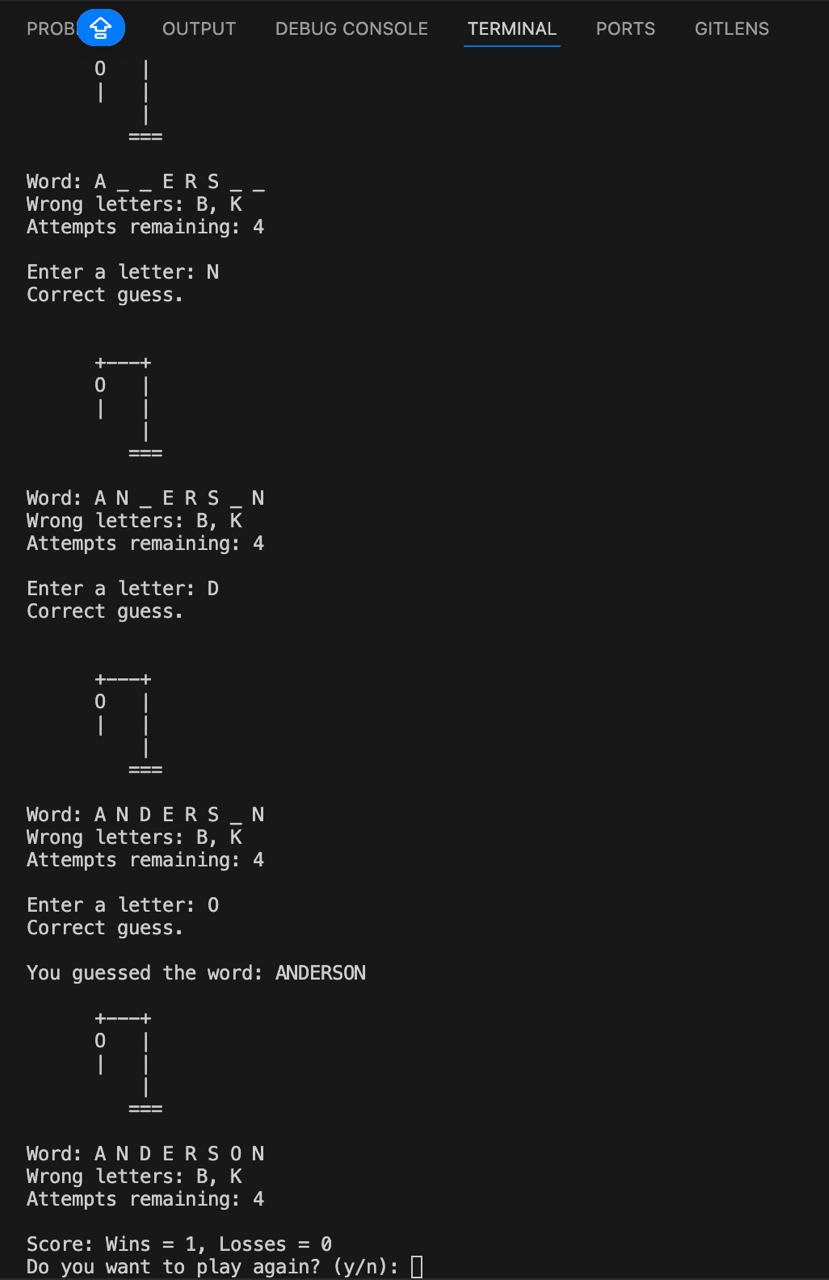 PROB OUTPUT DEBUG CONSOLE TERMINAL PORTS GITLENS
      O   |
      |   |
          |
         ===

Word: A _ _ E R S _ _
Wrong letters: B, K
Attempts remaining: 4

Enter a letter: N
Correct guess.

      +---+
      O   |
      |   |
          |
         ===

Word: A N _ E R S _ N
Wrong letters: B, K
Attempts remaining: 4

Enter a letter: D
Correct guess.

      +---+
      O   |
      |   |
          |
         ===

Word: A N D E R S _ N
Wrong letters: B, K
Attempts remaining: 4

Enter a letter: O
Correct guess.

You guessed the word: ANDERSON

      +---+
      O   |
      |   |
          |
         ===

Word: A N D E R S O N
Wrong letters: B, K
Attempts remaining: 4

Score: Wins = 1, Losses = 0
Do you want to play again? (y/n):